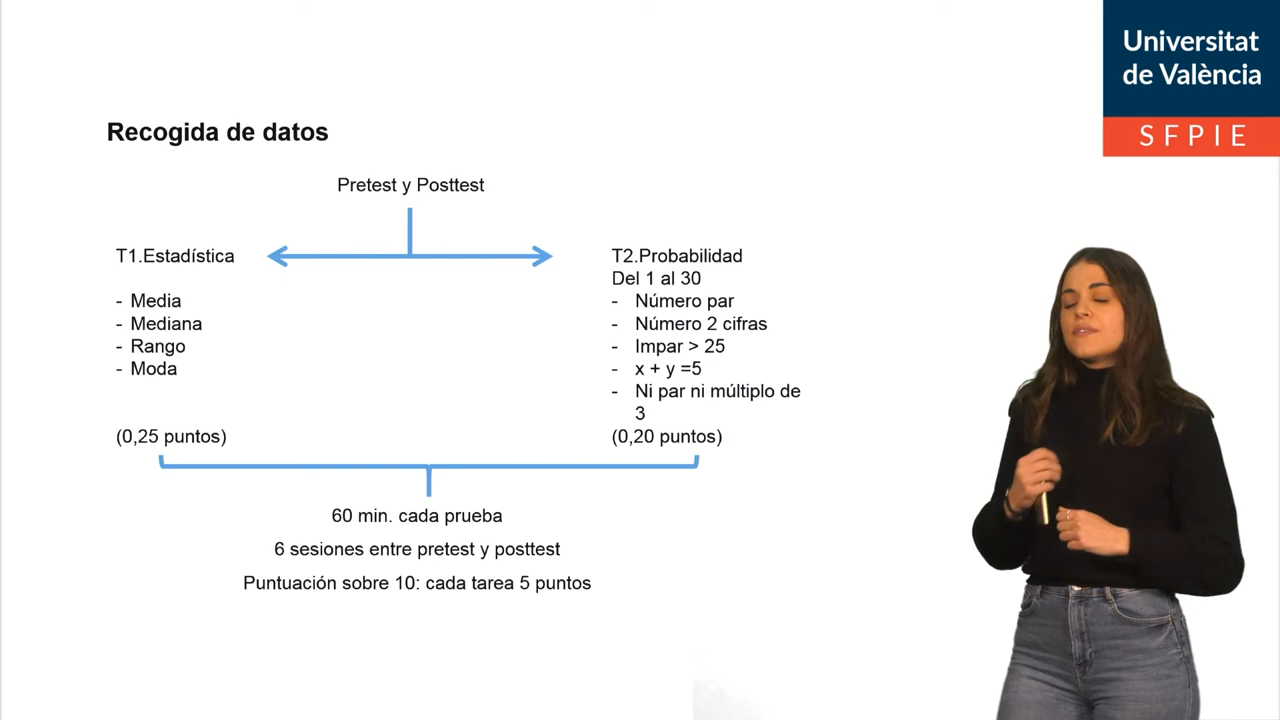 Universitat
de València
SFPIE
Recogida de datos
Pretest y Posttest
T1.Estadística
- Media
- Mediana
- Rango
- Moda
(0,25 puntos)
T2.Probabilidad
Del 1 al 30
- Número par
- Número 2 cifras
- Impar > 25
- x + y =5
- Ni par ni múltiplo de
3
(0,20 puntos)
60 min. cada prueba
6 sesiones entre pretest y posttest
Puntuación sobre 10: cada tarea 5 puntos